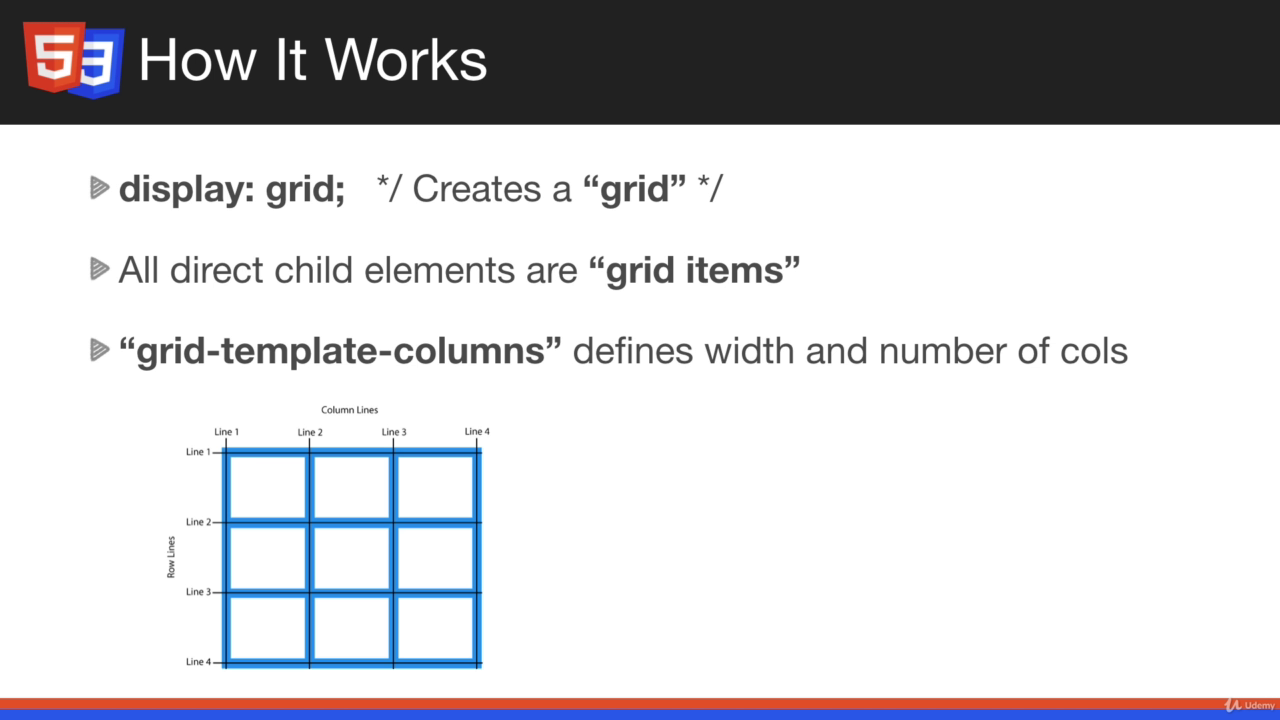 53
How It Works
display: grid; */ Creates a “grid” */
All direct child elements are “grid items”
“grid-template-columns” defines width and number of cols
Column Lines
Line 1 Line 2 Line 3 Line 4
Line 1
Line 2
Row Lines
Line 3
Line 4
Udemy